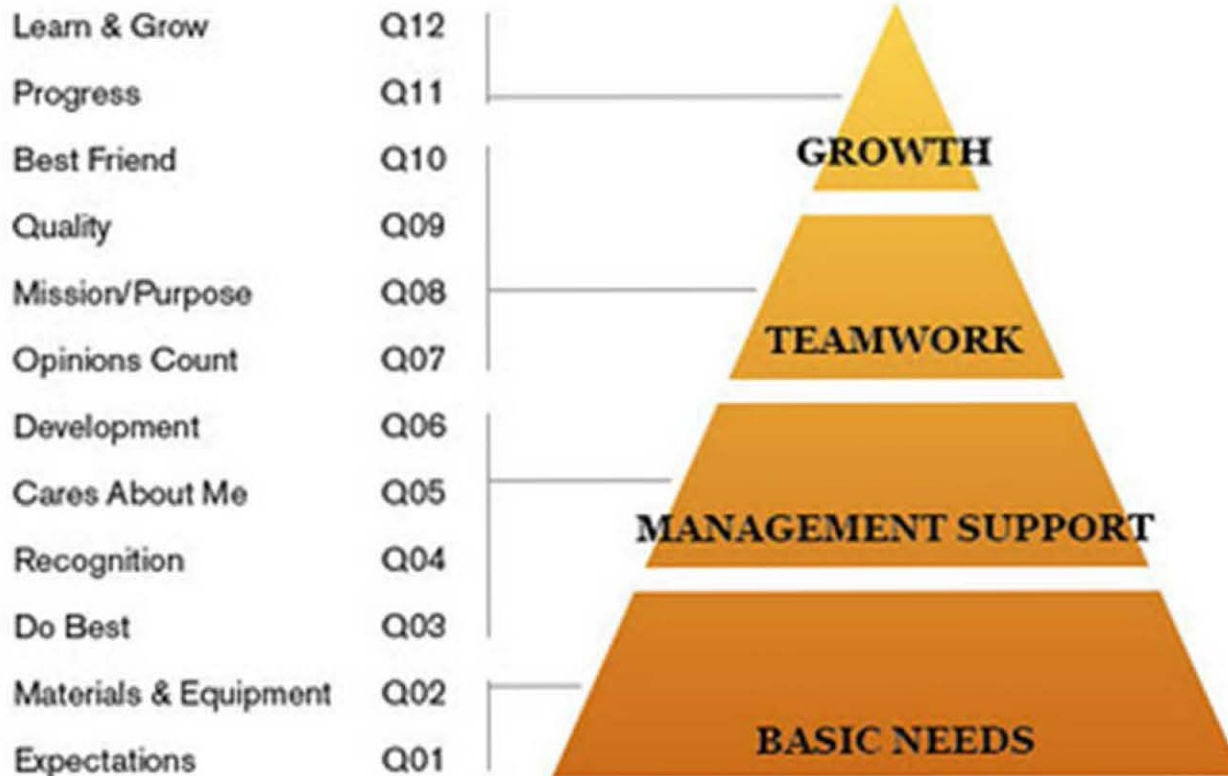 Learn & Grow Q12
Progress Q11
Best Friend Q10
Quality Q09
Mission/Purpose Q08
Opinions Count Q07
Development Q06
Cares About Me Q05
Recognition Q04
Do Best Q03
Materials & Equipment Q02
Expectations Q01
GROWTH
TEAMWORK
MANAGEMENT SUPPORT
BASIC NEEDS